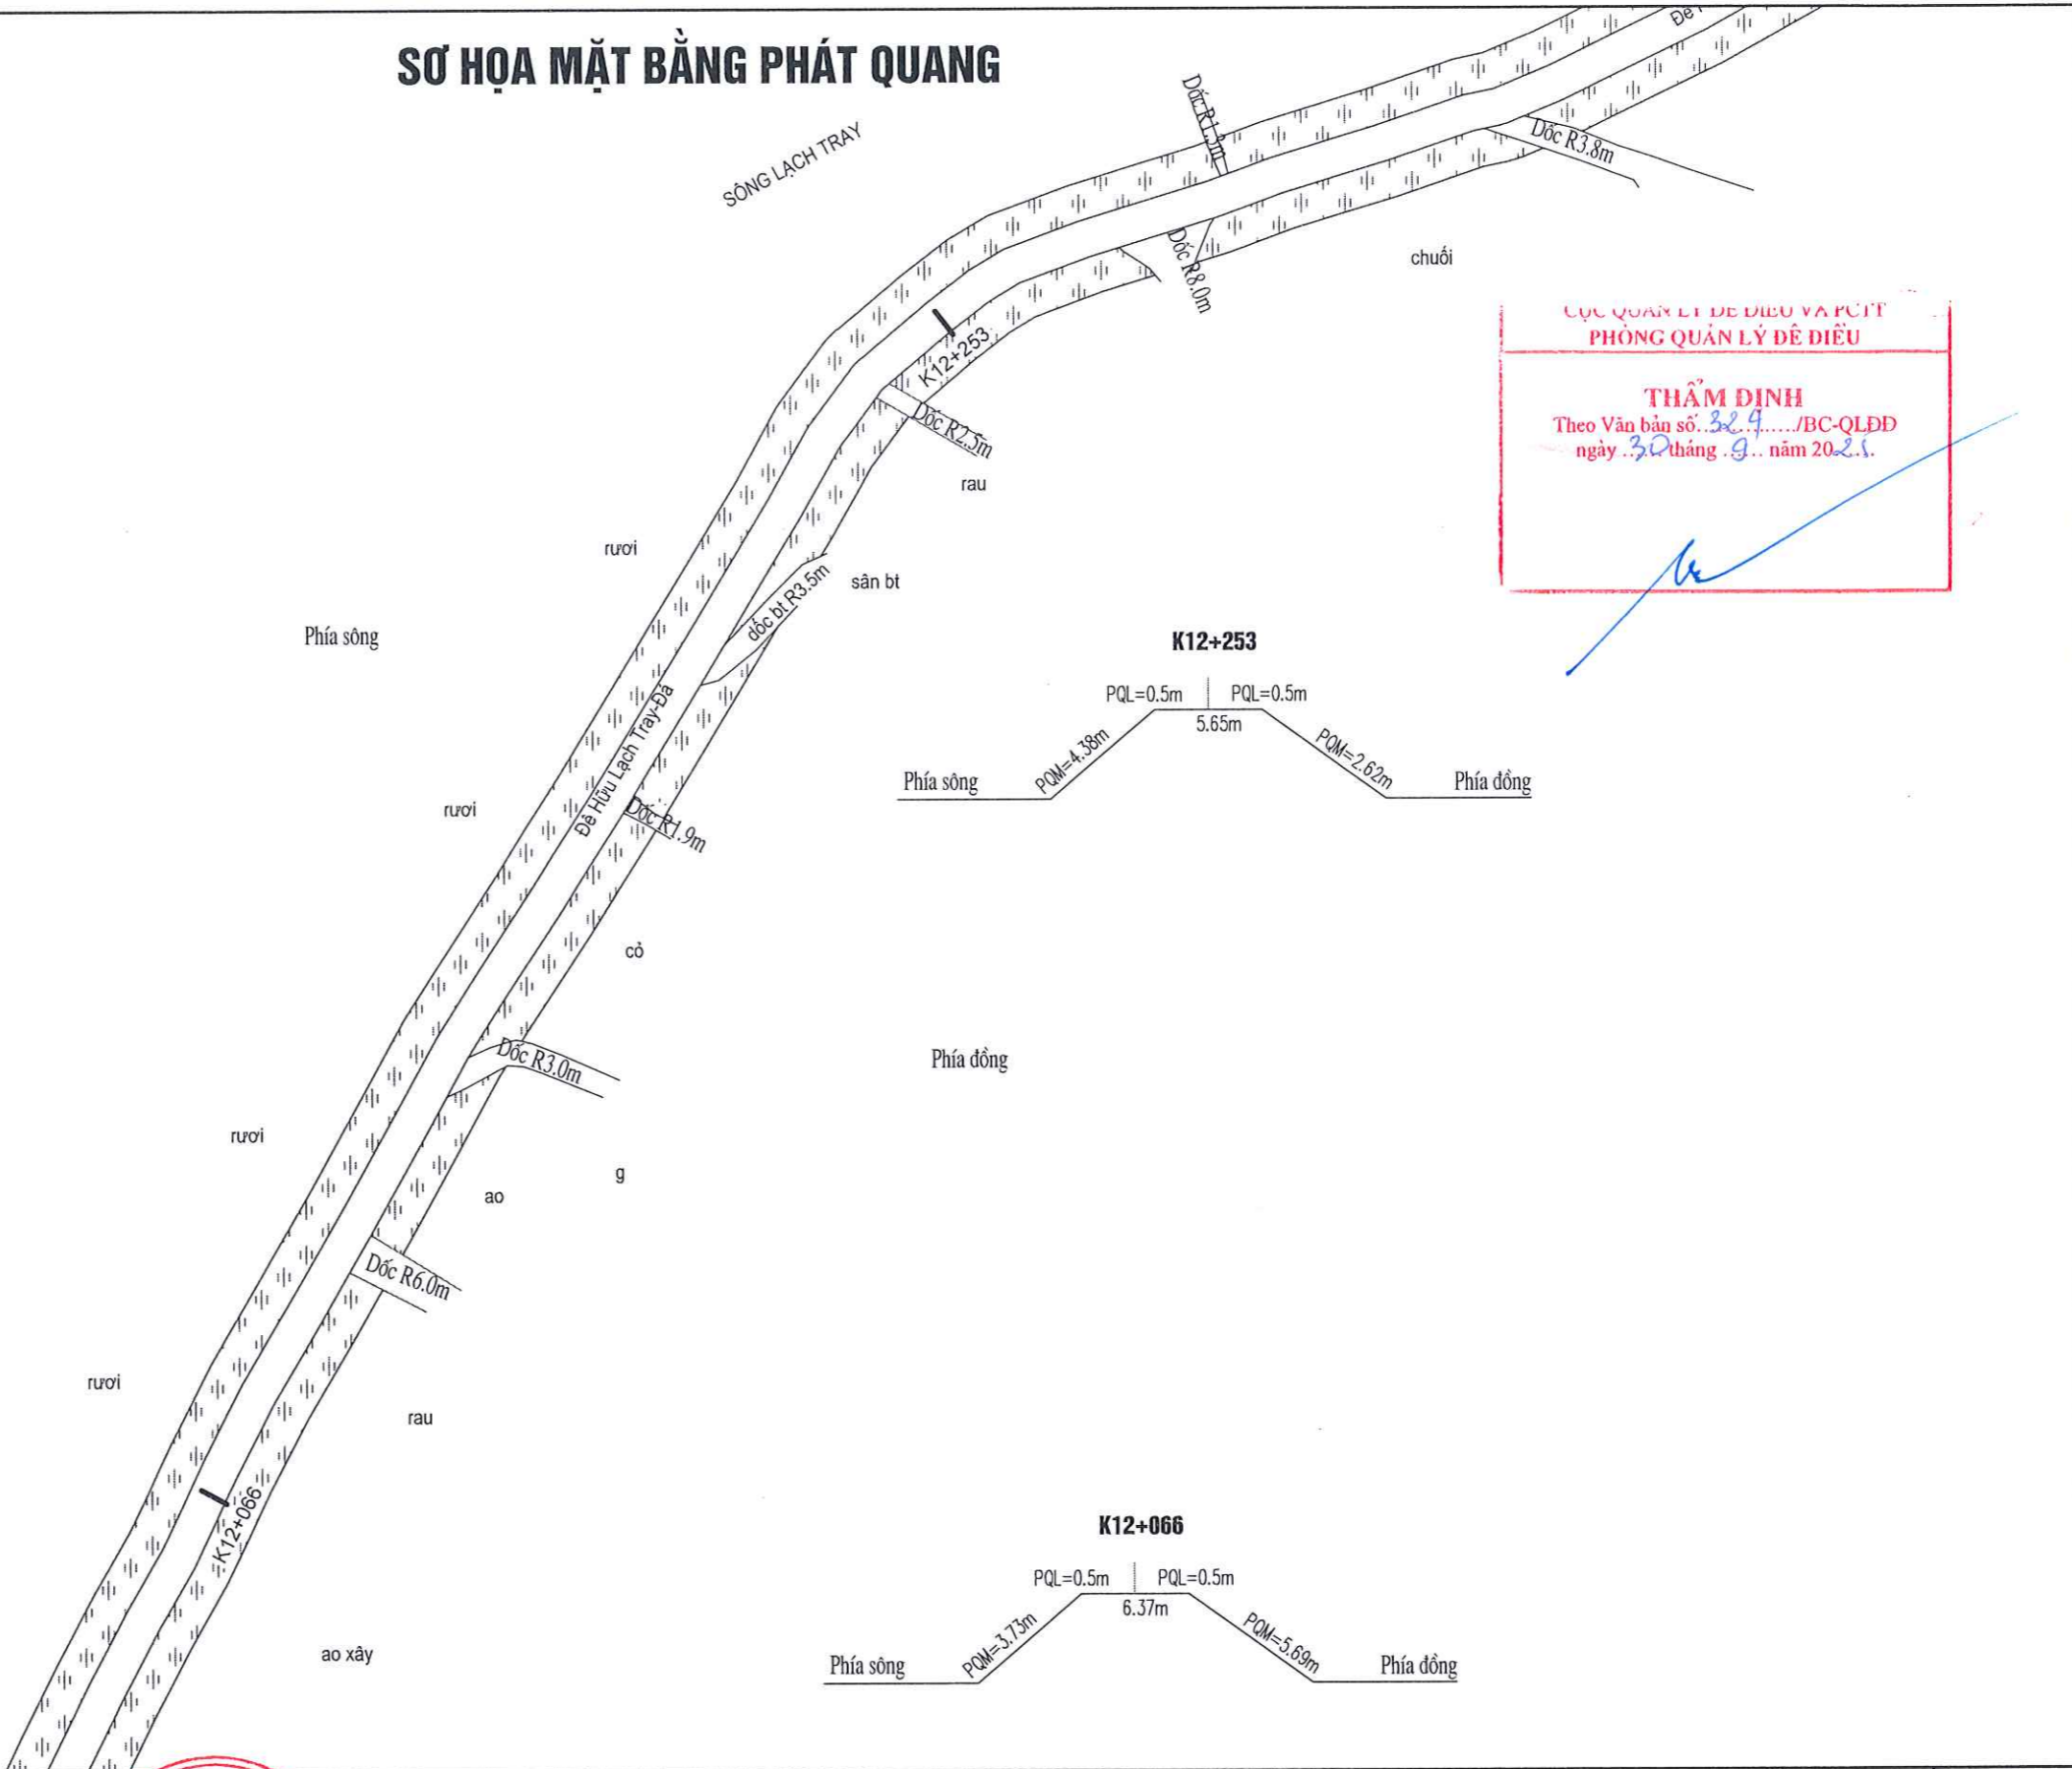 SƠ HỌA MẶT BẰNG PHÁT QUANG
SÔNG LẠCH TRAY
Dốc R1.3m
Dốc R3.8m
Dốc R8.0m
chuối
K12+253
Dốc R2.5m
rau
CỤC QUẢN LÝ ĐÊ ĐIỀU VÀ PCTT
PHÒNG QUẢN LÝ ĐÊ ĐIỀU
THẨM ĐỊNH
Theo Văn bản số..324....../BC-QLĐĐ
ngày ..30..tháng ..9.. năm 2025.
rươi
sân bt
dốc bt R3.5m
Phía sông
K12+253
PQL=0.5m PQL=0.5m
5.65m
PQM=4.38m
PQM=2.62m
Phía sông
Phía đồng
Đê Hữu Lạch Tray-Đá
rươi
Dốc R1.9m
cỏ
Dốc R3.0m
Phía đồng
rươi
g
ao
Dốc R6.0m
rươi
rau
K12+066
K12+066
PQL=0.5m PQL=0.5m
6.37m
PQM=3.73m
PQM=5.69m
Phía sông
Phía đồng
ao xây